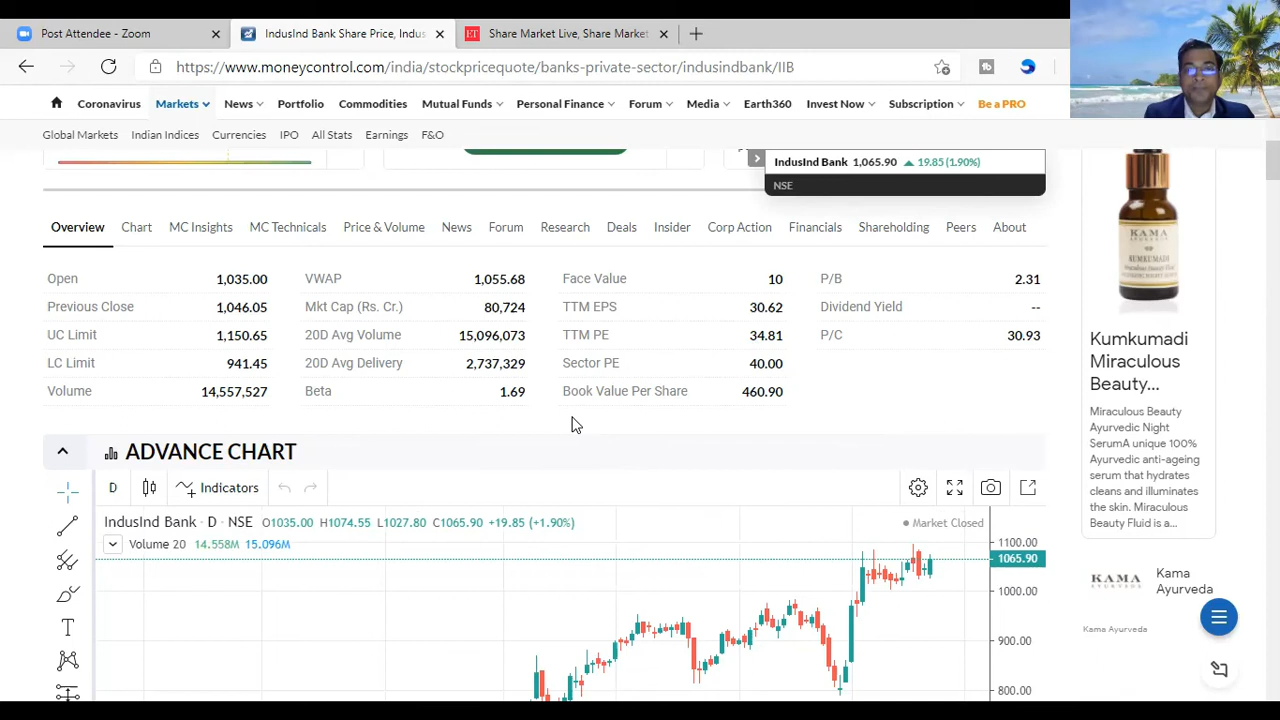 Post Attendee - Zoom
IndusInd Bank Share Price, Indus
Share Market Live, Share Market
https://www.moneycontrol.com/india/stockpricequote/banks-private-sector/indusindbank/IIB
Coronavirus Markets News Portfolio Commodities Mutual Funds Personal Finance Forum Media Earth360 Invest Now Subscription Be a PRO
Global Markets Indian Indices Currencies IPO All Stats Earnings F&O
IndusInd Bank 1,065.90 19.85 (1.90%)
NSE
Overview Chart MC Insights MC Technicals Price & Volume News Forum Research Deals Insider Corp Action Financials Shareholding Peers About
Open 1,035.00 VWAP 1,055.68 Face Value 10 P/B 2.31
Previous Close 1,046.05 Mkt Cap (Rs. Cr.) 80,724 TTM EPS 30.62 Dividend Yield --
UC Limit 1,150.65 20D Avg Volume 15,096,073 TTM PE 34.81 P/C 30.93
LC Limit 941.45 20D Avg Delivery 2,737,329 Sector PE 40.00
Volume 14,557,527 Beta 1.69 Book Value Per Share 460.90
ADVANCE CHART
D Indicators
IndusInd Bank · D · NSE O1035.00 H1074.55 L1027.80 C1065.90 +19.85 (+1.90%)
Market Closed
Volume 20 14.558M 15.096M
1100.00
1065.90
1000.00
900.00
800.00
T
KAMA
AYURVEDA
KUMKUMADI
Kumkumadi
Miraculous
Beauty...
Miraculous Beauty
Ayurvedic Night
SerumA unique 100%
Ayurvedic anti-ageing
serum that hydrates
cleans and illuminates
the skin. Miraculous
Beauty Fluid is a...
KAMA
AYURVEDA
Kama
Ayurveda
Kama Ayurveda